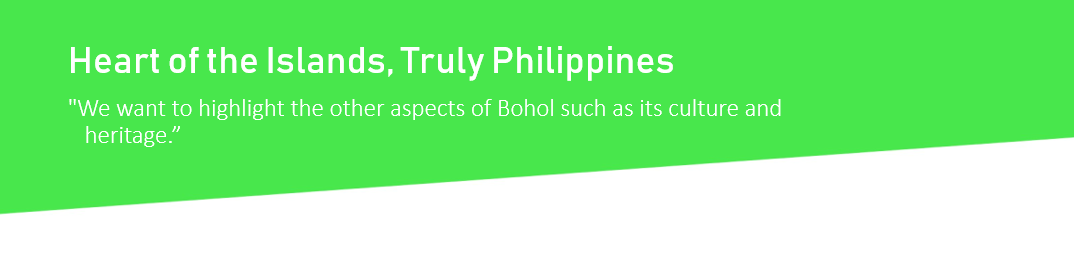 Heart of the Islands, Truly Philippines
"We want to highlight the other aspects of Bohol such as its culture and
heritage.”